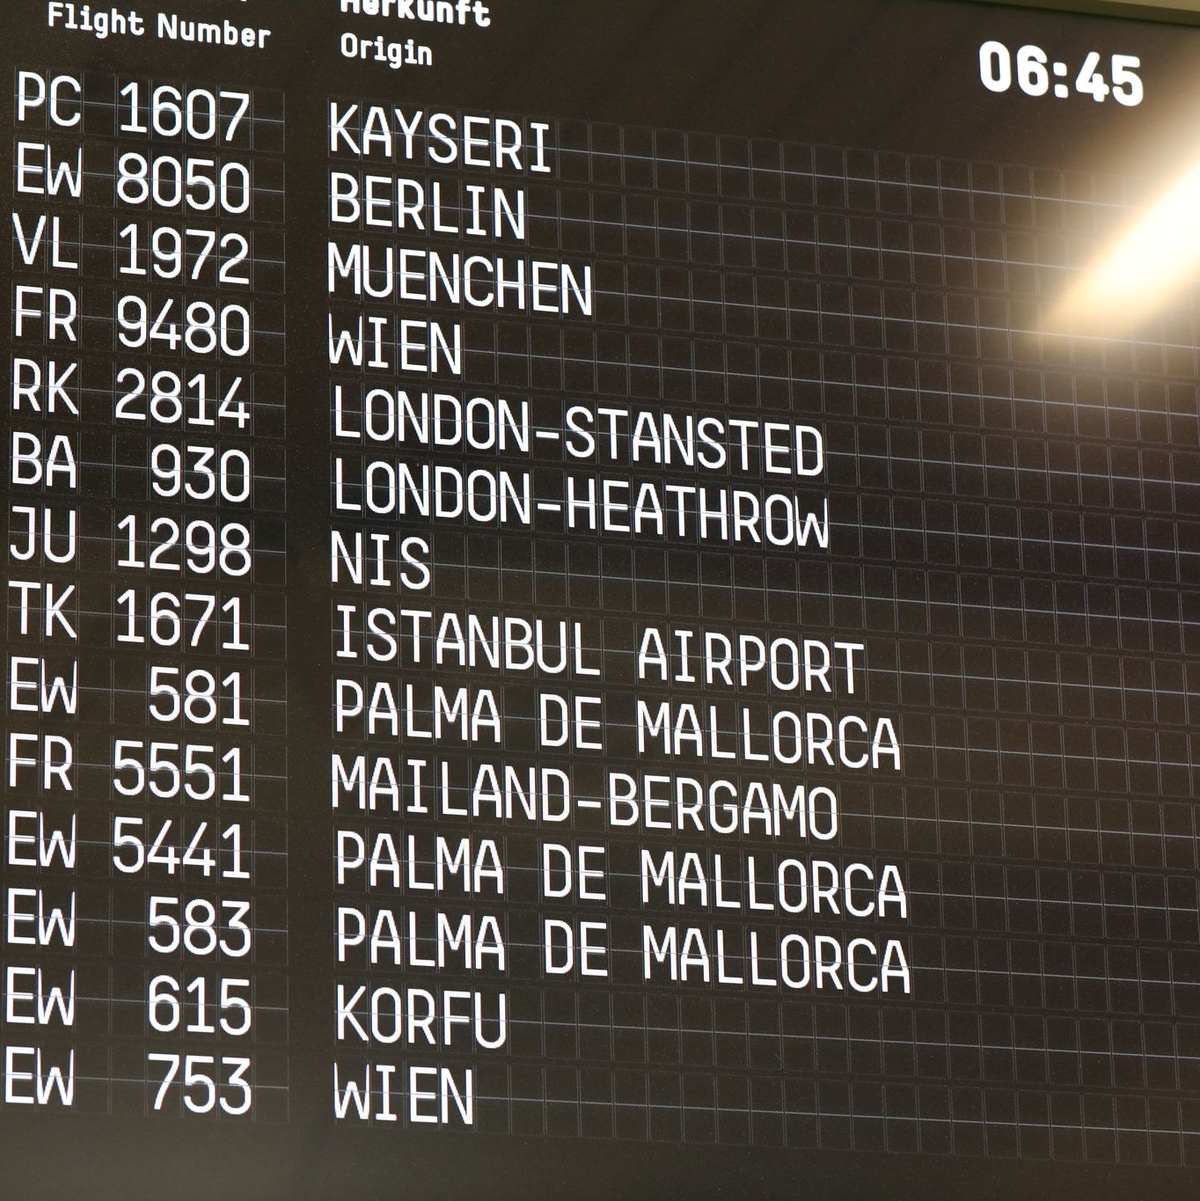 Herkunft
Flight Number Origin 06:45
PC 1607 KAYSERI
EW 8050 BERLIN
VL 1972 MUENCHEN
FR 9480 WIEN
RK 2814 LONDON-STANSTED
BA 930 LONDON-HEATHROW
JU 1298 NIS
TK 1671 ISTANBUL AIRPORT
EW 581 PALMA DE MALLORCA
FR 5551 MAILAND-BERGAMO
EW 5441 PALMA DE MALLORCA
EW 583 PALMA DE MALLORCA
EW 615 KORFU
EW 753 WIEN